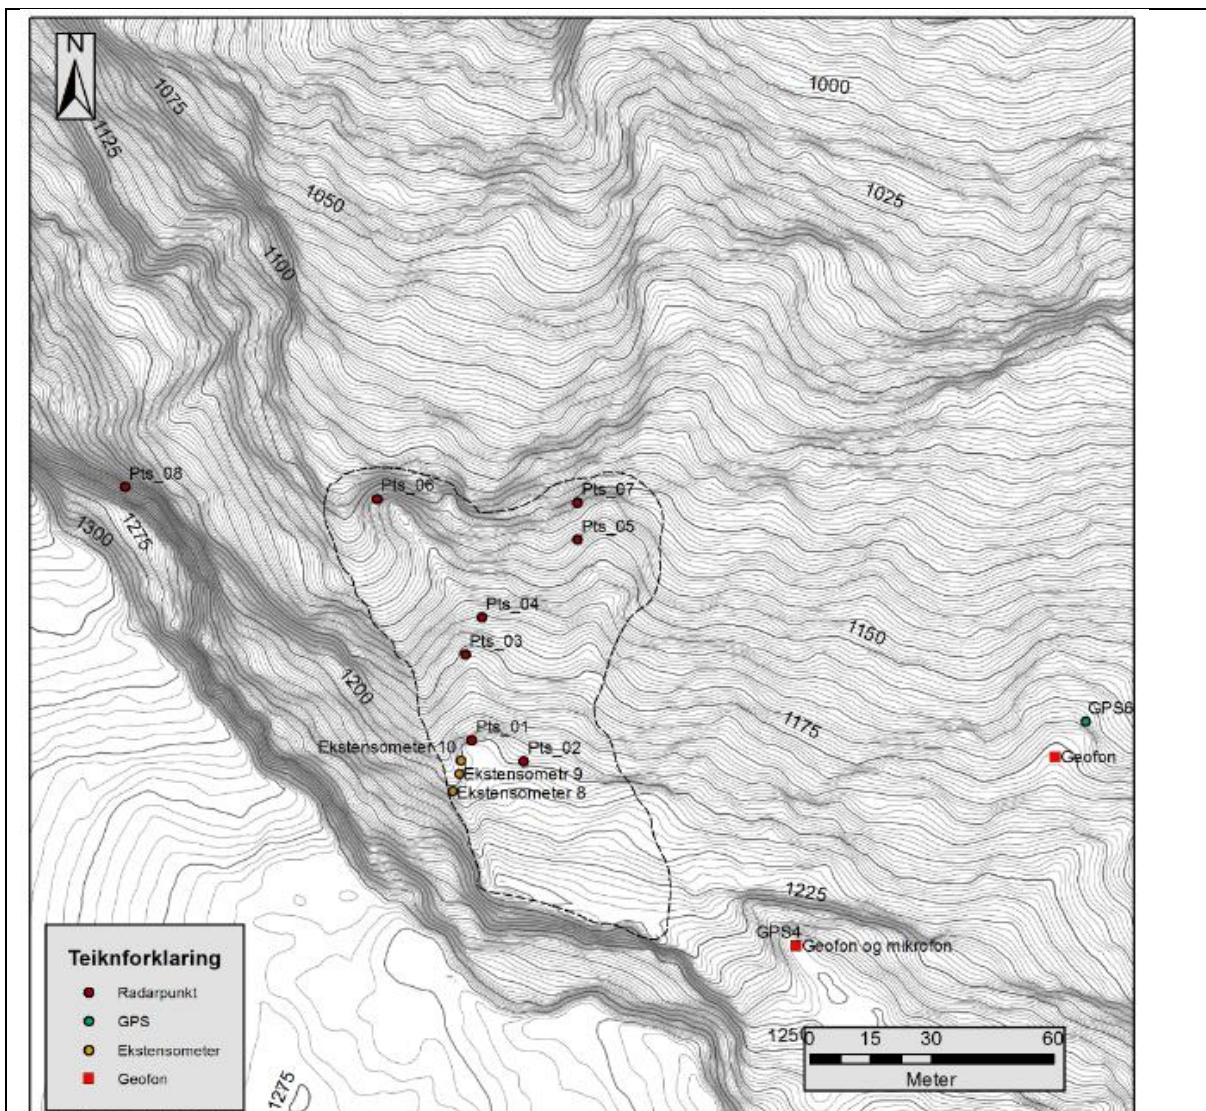 N
1000
1075
1125
1025
1050
1100
Pts_08
Pts_06
Pts_07
1300
1275
Pts_05
Pts_04
1150
Pts_03
1200
GPS6
1175
Pts_01
Ekstensometer 10
Pts_02
Geofon
Ekstensometr 9
Ekstensometer 8
1225
GPS4
Geofon og mikrofon
Teiknforklaring
Radarpunkt
GPS
Ekstensometer
Geofon
1250
0 15 30 60
Meter
1275